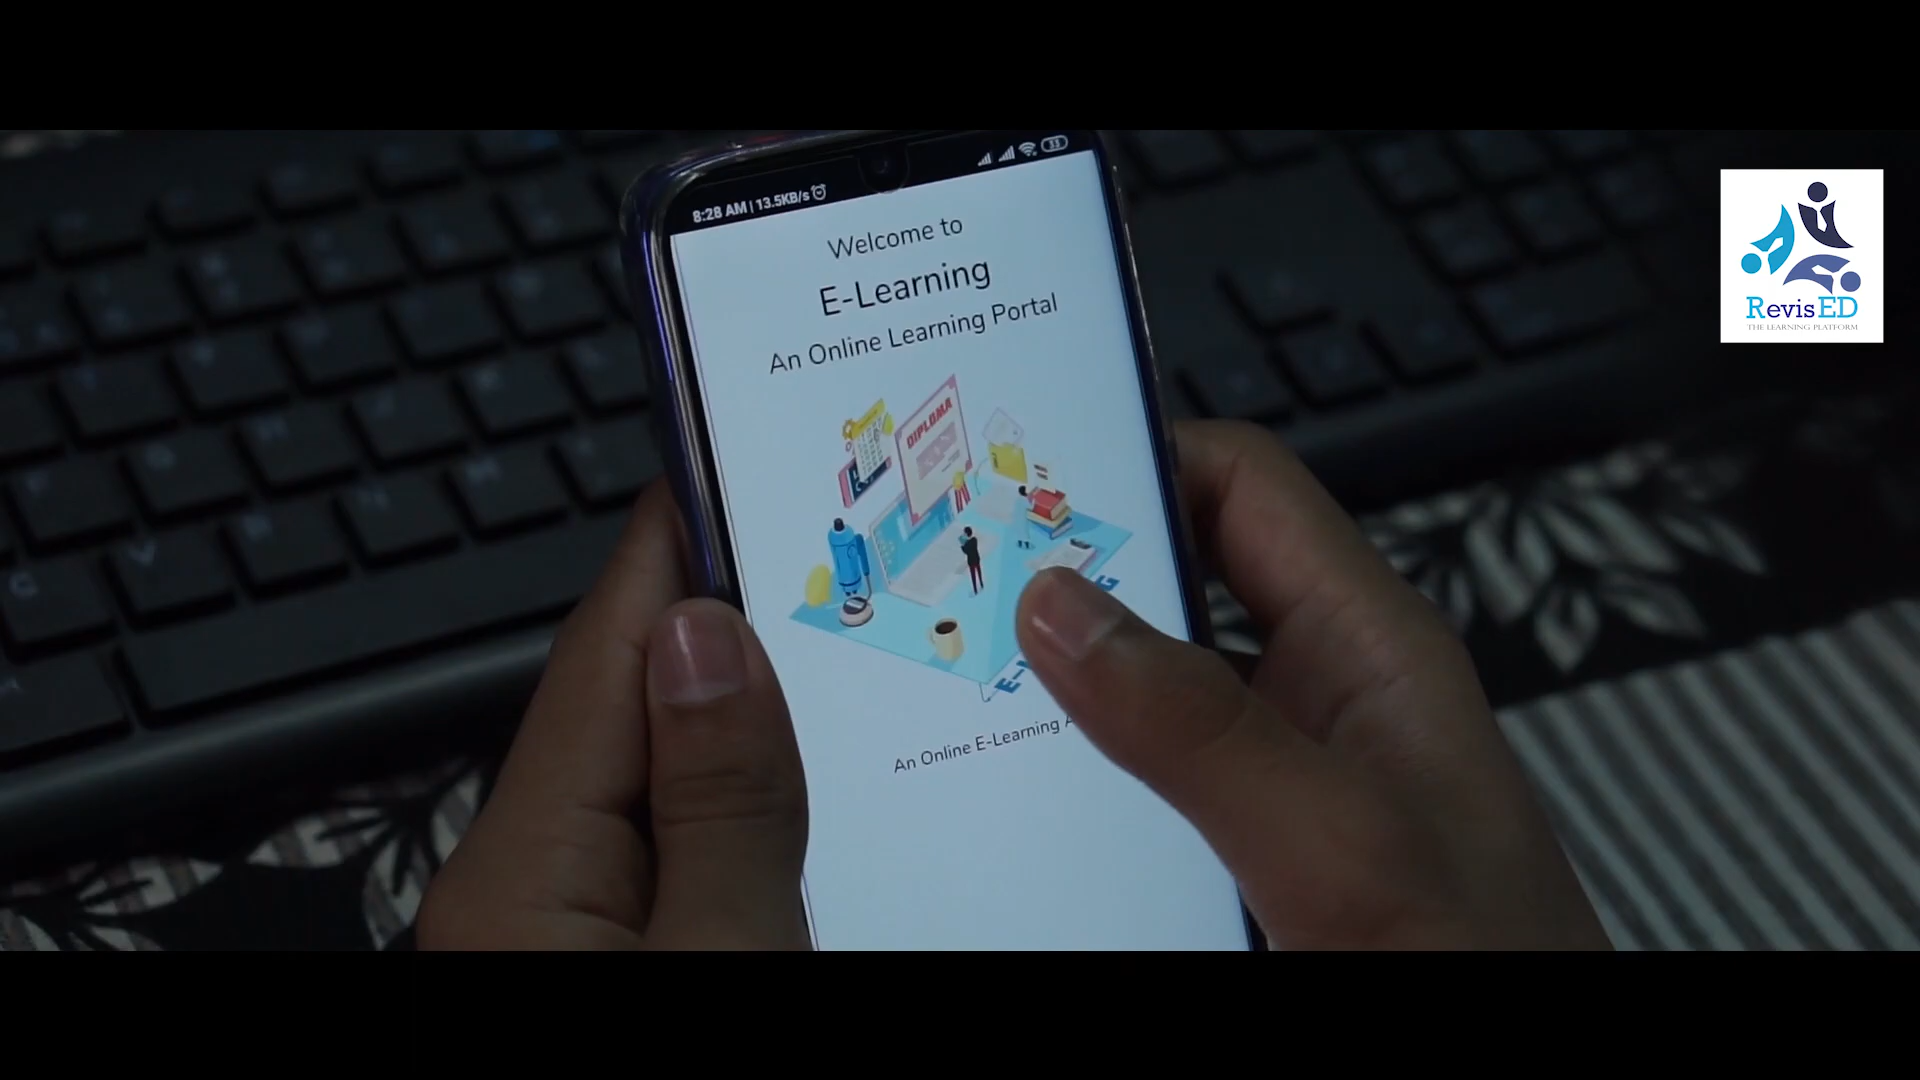 8:28 AM | 13.5KB/s
33
Welcome to
E-Learning
An Online Learning Portal
DIPLOMA
An Online E-Learning
RevisED
THE LEARNING PLATFORM
V
C